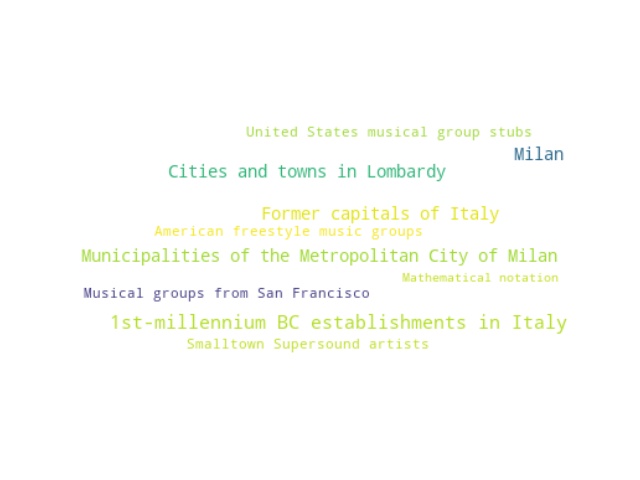 United States musical group stubs
Milan
Cities and towns in Lombardy
Former capitals of Italy
American freestyle music groups
Municipalities of the Metropolitan City of Milan
Mathematical notation
Musical groups from San Francisco
1st-millennium BC establishments in Italy
Smalltown Supersound artists